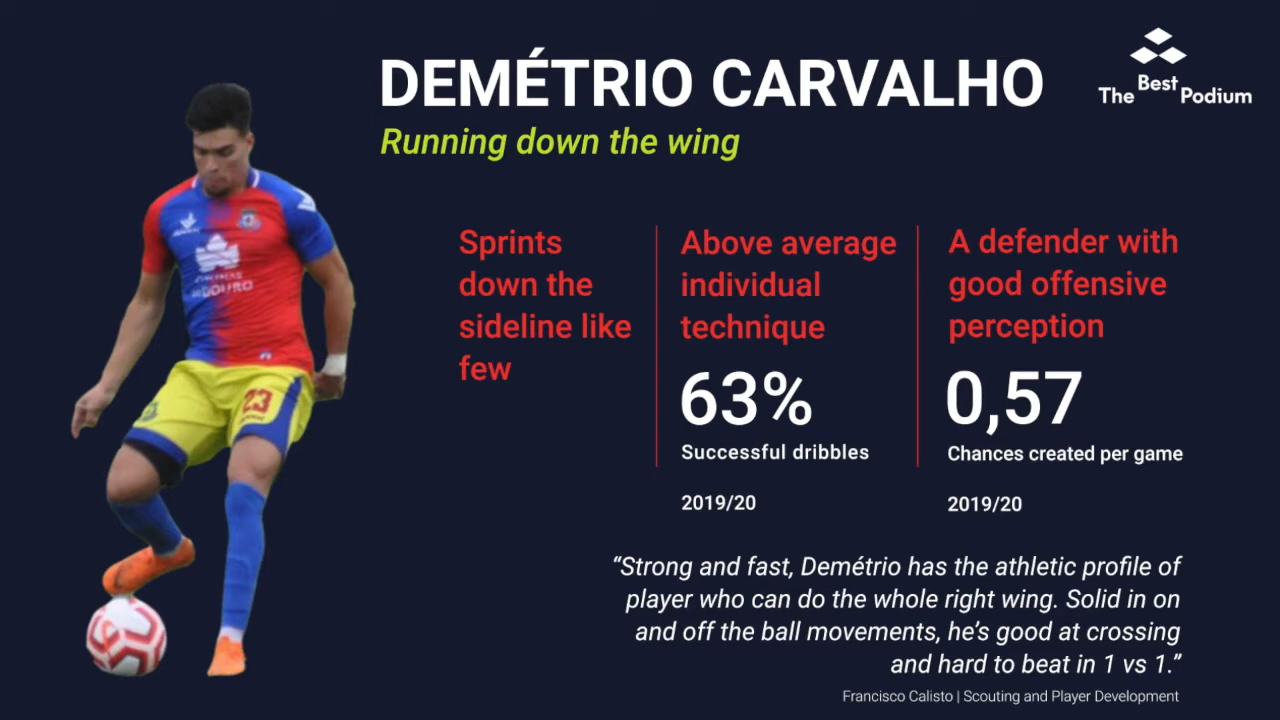 DEMÉTRIO CARVALHO
Running down the wing
The Best Podium
Sprints
down the
sideline like
few
Above average
individual
technique
63%
Successful dribbles
2019/20
A defender with
good offensive
perception
0,57
Chances created per game
2019/20
“Strong and fast, Demétrio has the athletic profile of
player who can do the whole right wing. Solid in on
and off the ball movements, he's good at crossing
and hard to beat in 1 vs 1.”
Francisco Calisto | Scouting and Player Development
DOURO
23